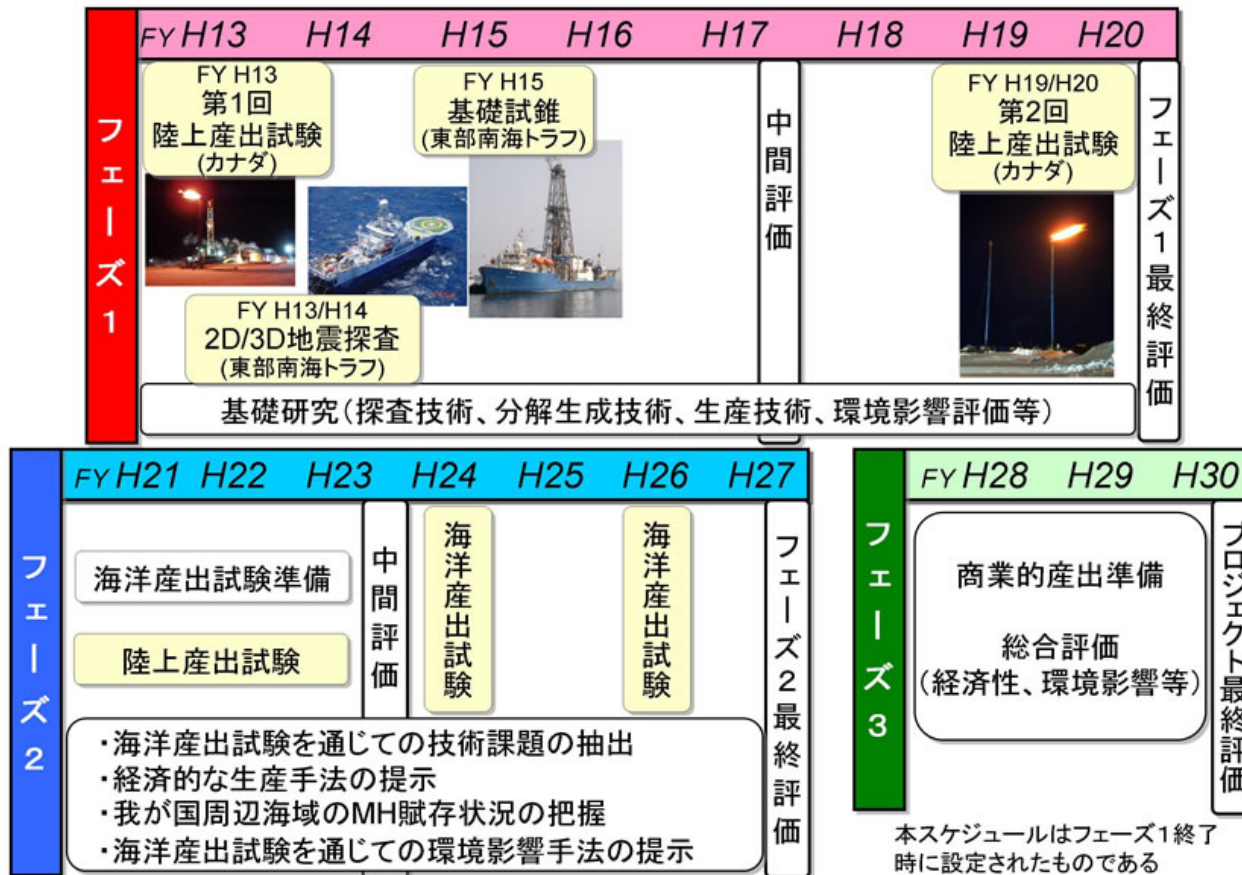 フェーズ1
FY H13 H14 H15 H16 H17 H18 H19 H20
FY H13
第1回
陸上産出試験
(カナダ)
FY H13/H14
2D/3D地震探査
(東部南海トラフ)
FY H15
基礎試錐
(東部南海トラフ)
中間評価
FY H19/H20
第2回
陸上産出試験
(カナダ)
フェーズ1最終評価
基礎研究(探査技術、分解生成技術、生産技術、環境影響評価等)
フェーズ2
FY H21 H22 H23 H24 H25 H26 H27
海洋産出試験準備
陸上産出試験
中間評価
海洋産出試験
海洋産出試験
フェーズ2最終評価
・海洋産出試験を通じての技術課題の抽出
・経済的な生産手法の提示
・我が国周辺海域のMH賦存状況の把握
・海洋産出試験を通じての環境影響手法の提示
フェーズ3
FY H28 H29 H30
商業的産出準備
総合評価
(経済性、環境影響等)
プロジェクト最終評価
本スケジュールはフェーズ1終了
時に設定されたものである